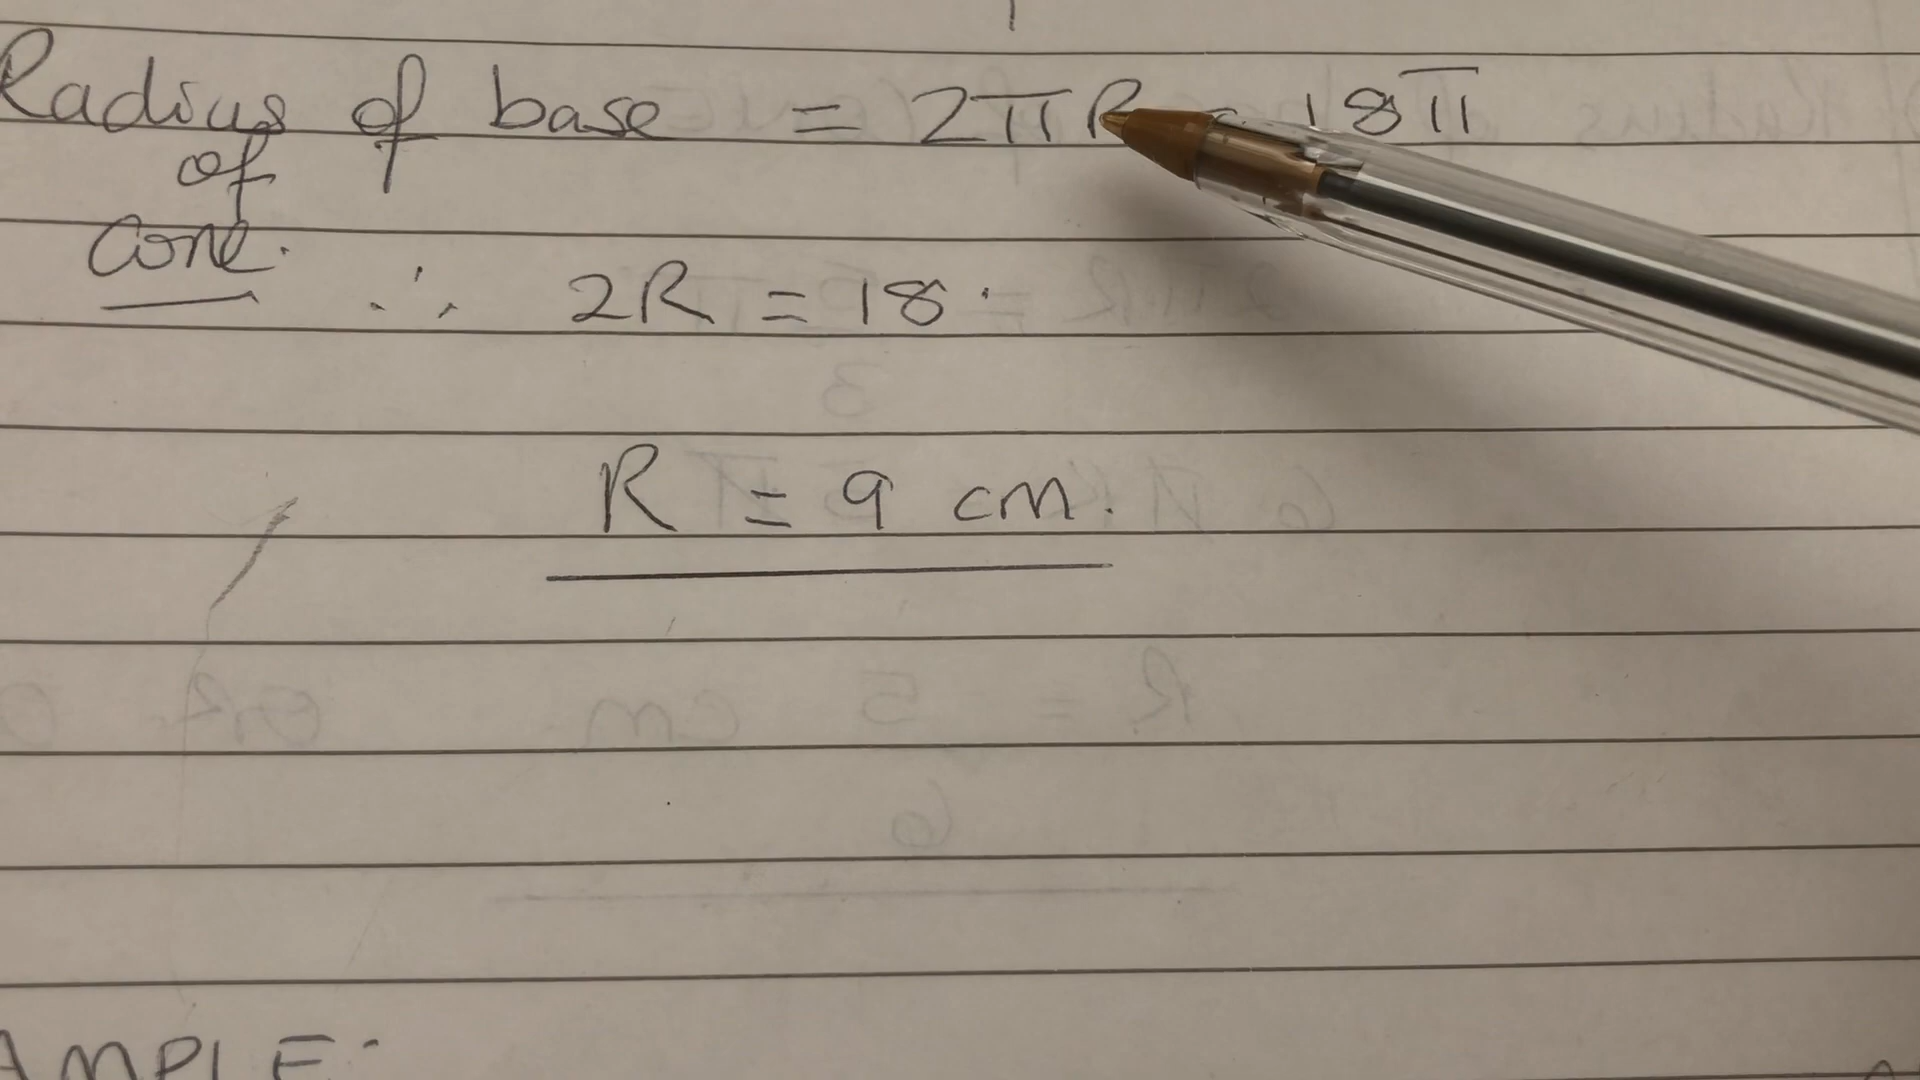 Radius of base = 2πR = 18π
of
Cone.
∴ 2R = 18.
R = 9 cm.
AMPLE: